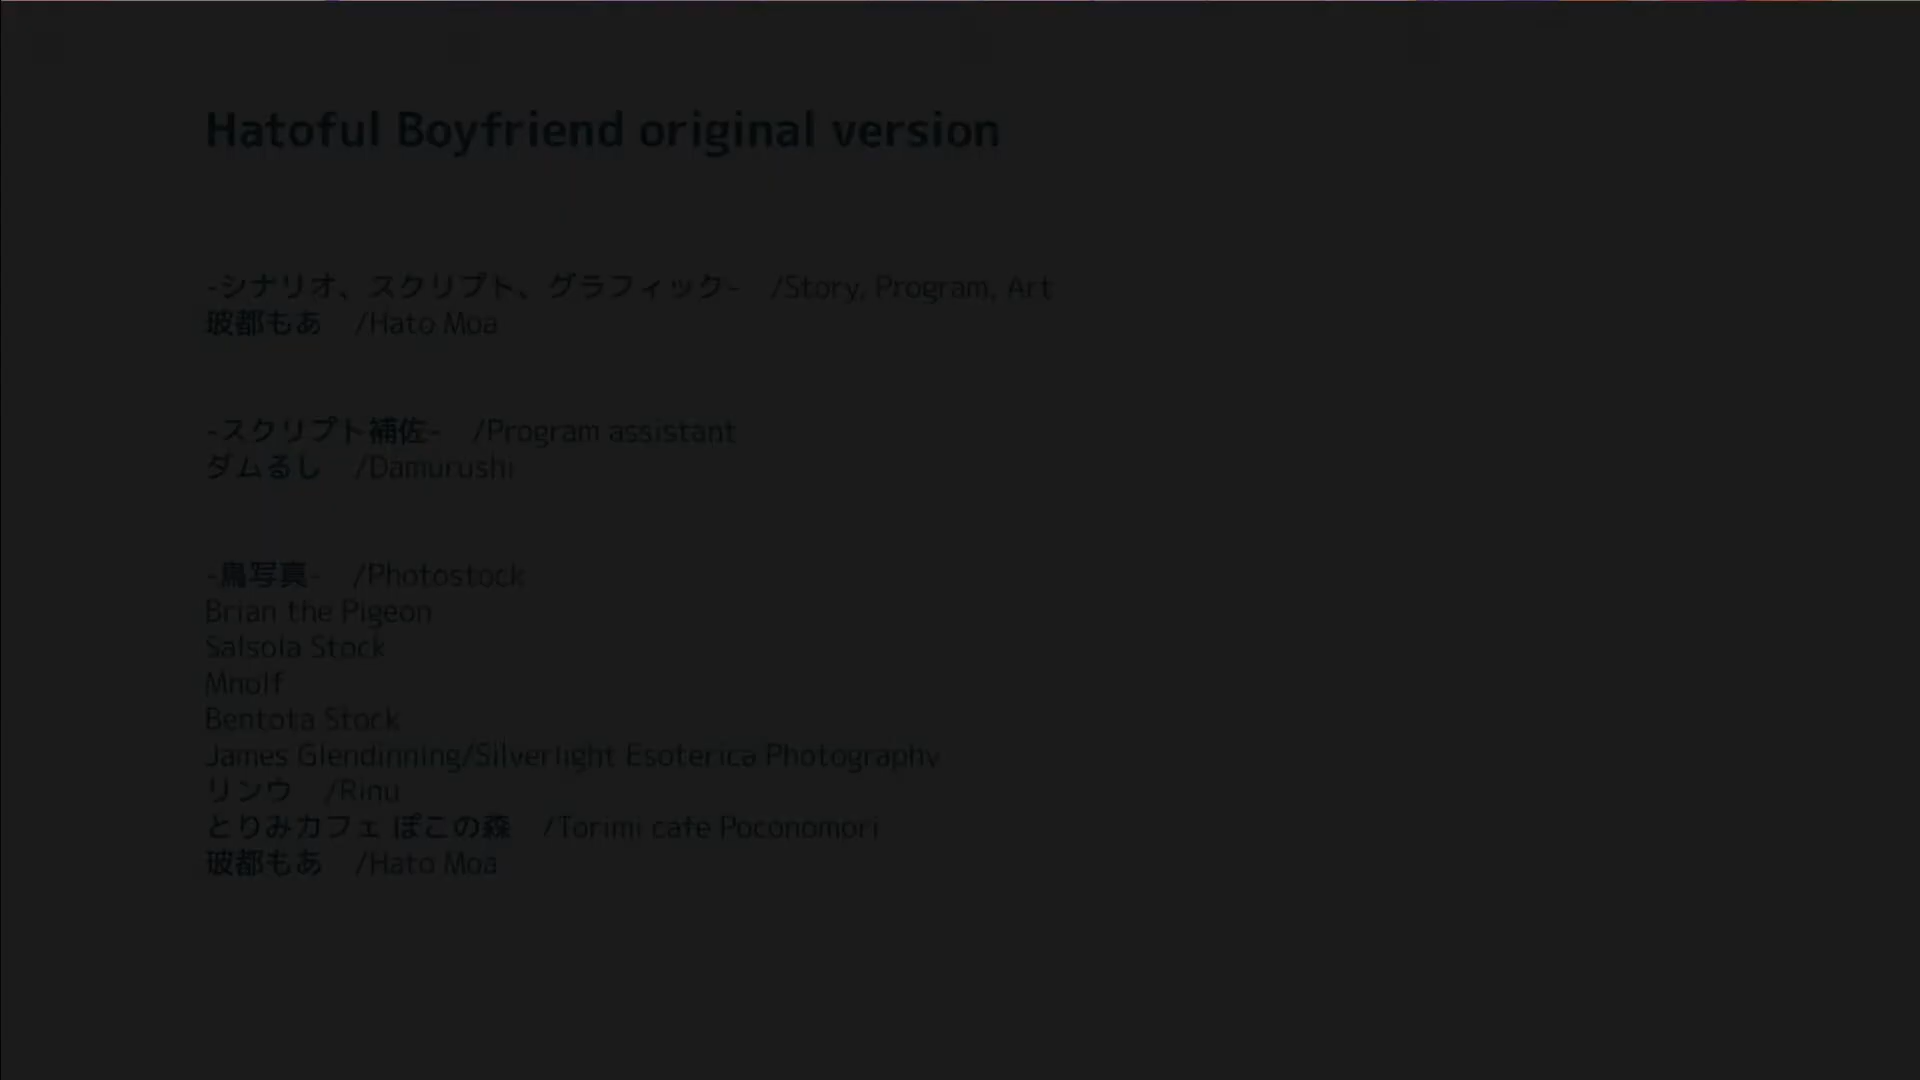 Hatoful Boyfriend original version
-シナリオ、スクリプト、グラフィック-　/Story, Program, Art
玻都もあ　/Hato Moa
-スクリプト補佐-　/Program assistant
ダムるし　/Damurushi
-鳥写真-　/Photostock
Brian the Pigeon
Salsola Stock
Mnolf
Bentota Stock
James Glendinning/Silverlight Esoterica Photography
リンウ　/Rinu
とりみカフェ ぽこの森　/Torimi cafe Poconomori
玻都もあ　/Hato Moa